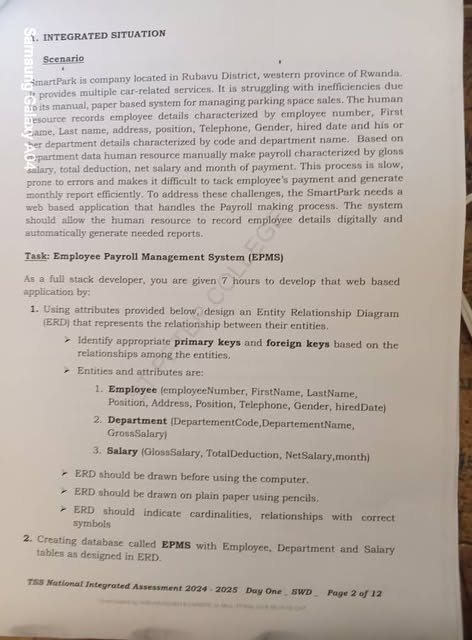 1. INTEGRATED SITUATION
Scenario
SmartPark is company located in Rubavu District, western province of Rwanda.
It provides multiple car-related services. It is struggling with inefficiencies due
to its manual, paper based system for managing parking space sales. The human
resource records employee details characterized by employee number, First
name, Last name, address, position, Telephone, Gender, hired date and his or
her department details characterized by code and department name. Based on
department data human resource manually make payroll characterized by gloss
salary, total deduction, net salary and month of payment. This process is slow,
prone to errors and makes it difficult to tack employee's payment and generate
monthly report efficiently. To address these challenges, the SmartPark needs a
web based application that handles the Payroll making process. The system
should allow the human resource to record employee details digitally and
automatically generate needed reports.
Task: Employee Payroll Management System (EPMS)
As a full stack developer, you are given 7 hours to develop that web based
application by:
1. Using attributes provided below, design an Entity Relationship Diagram
(ERD) that represents the relationship between their entities.
➢ Identify appropriate primary keys and foreign keys based on the
relationships among the entities.
➢ Entities and attributes are:
1. Employee (employeeNumber, FirstName, LastName,
Position, Address, Position, Telephone, Gender, hiredDate)
2. Department (DepartementCode,DepartementName,
GrossSalary)
3. Salary (GlossSalary, TotalDeduction, NetSalary,month)
➢ ERD should be drawn before using the computer.
➢ ERD should be drawn on plain paper using pencils.
➢ ERD should indicate cardinalities, relationships with correct
symbols
2. Creating database called EPMS with Employee, Department and Salary
tables as designed in ERD.
TSS National Integrated Assessment 2024 - 2025 Day One _ SWD _ Page 2 of 12
Samsung Galaxy A04
COLLEGE